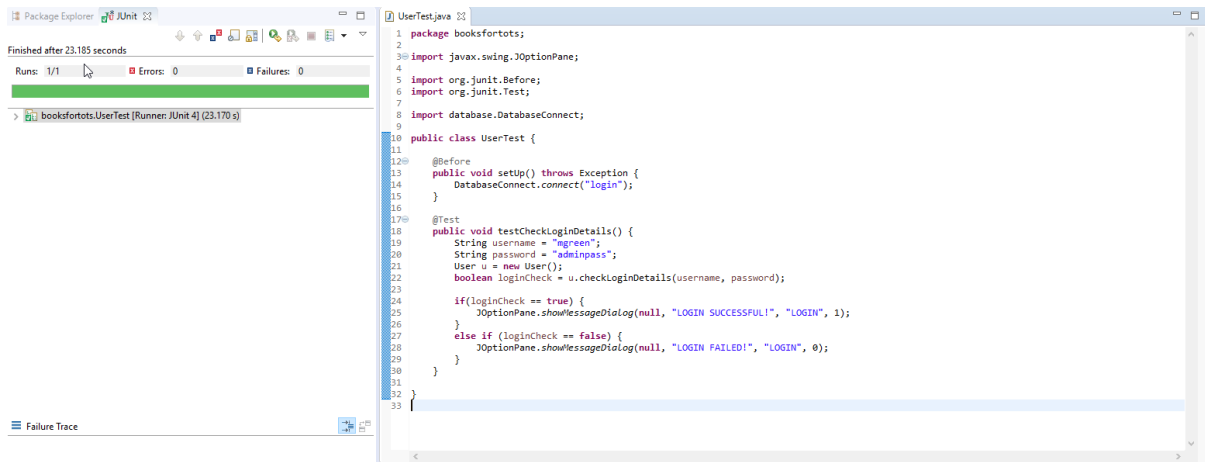 Package Explorer JUnit
Finished after 23.185 seconds
Runs: 1/1 Errors: 0 Failures: 0
booksfortots.UserTest [Runner: JUnit 4] (23.170 s)
Failure Trace
UserTest.java
1 package booksfortots;
2
3 import javax.swing.JOptionPane;
4
5 import org.junit.Before;
6 import org.junit.Test;
7
8 import database.DatabaseConnect;
9
10 public class UserTest {
11
12 @Before
13 public void setUp() throws Exception {
14 DatabaseConnect.connect("login");
15 }
16
17 @Test
18 public void testCheckLoginDetails() {
19 String username = "mgreen";
20 String password = "adminpass";
21 User u = new User();
22 boolean loginCheck = u.checkLoginDetails(username, password);
23
24 if(loginCheck == true) {
25 JOptionPane.showMessageDialog(null, "LOGIN SUCCESSFUL!", "LOGIN", 1);
26 }
27 else if (loginCheck == false) {
28 JOptionPane.showMessageDialog(null, "LOGIN FAILED!", "LOGIN", 0);
29 }
30 }
31
32 }
33